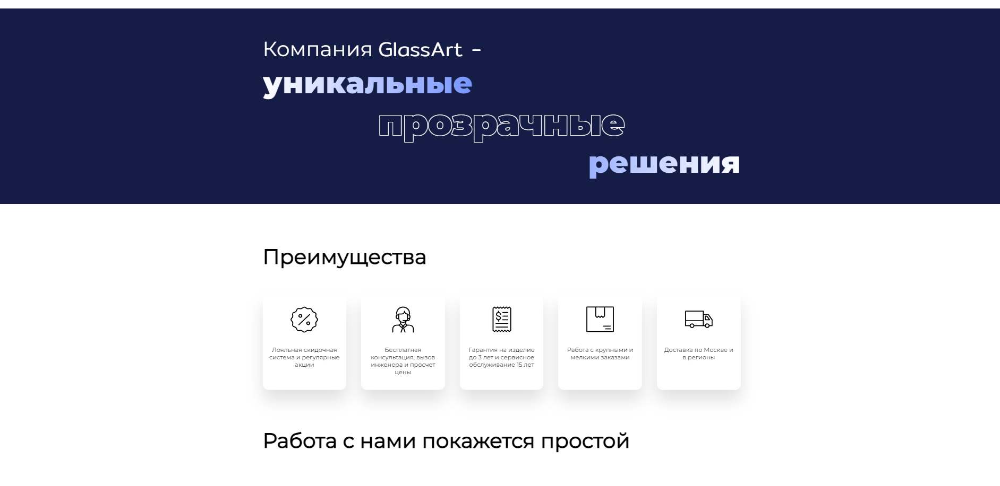 Компания GlassArt -
уникальные
прозрачные
решения
Преимущества
Лояльная скидочная
система и регулярные
акции
Бесплатная
консультация, вызов
инженера и просчет
цены
Гарантия на изделие
до 3 лет и сервисное
обслуживание 15 лет
Работа с крупными и
мелкими заказами
Доставка по Москве и
в регионы
Работа с нами покажется простой